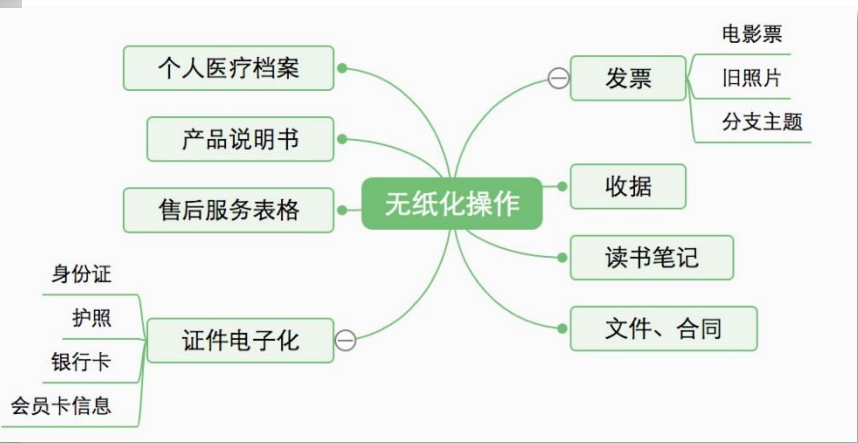 无纸化操作
发票
电影票
旧照片
分支主题
收据
读书笔记
文件、合同
个人医疗档案
产品说明书
售后服务表格
证件电子化
身份证
护照
银行卡
会员卡信息